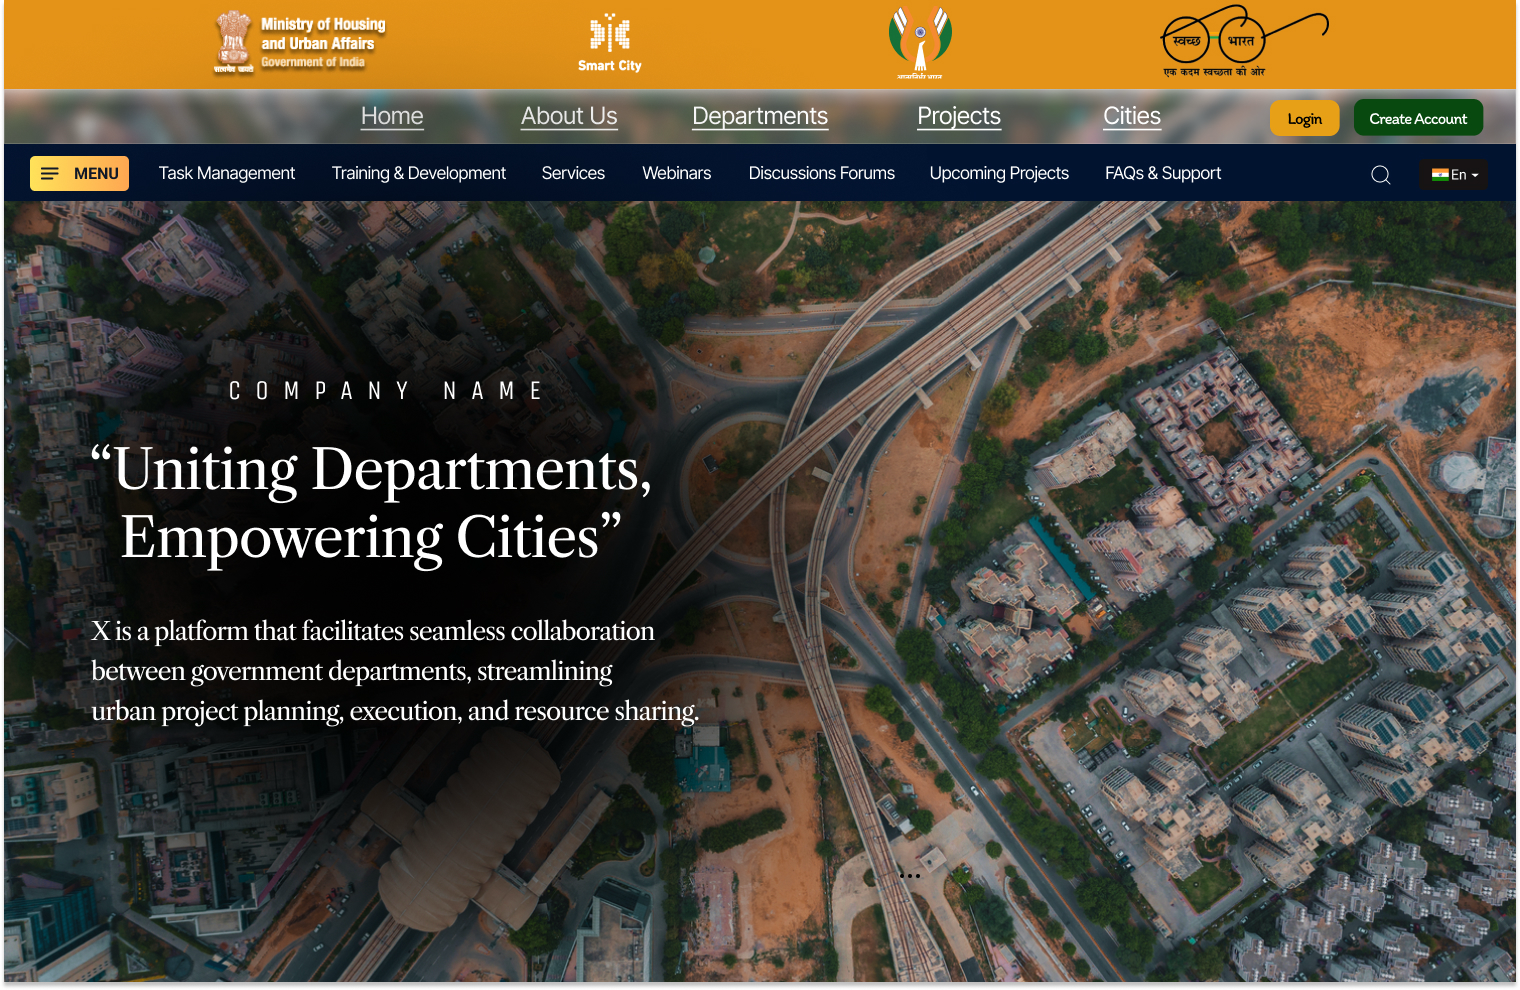 Ministry of Housing
and Urban Affairs
Government of India
सत्यमेव जयते
Smart City
आत्मनिर्भर भारत
स्वच्छ भारत
एक कदम स्वच्छता की ओर
Home About Us Departments Projects Cities Login Create Account
MENU Task Management Training & Development Services Webinars Discussions Forums Upcoming Projects FAQs & Support En
COMPANY NAME
“Uniting Departments,
Empowering Cities”
X is a platform that facilitates seamless collaboration
between government departments, streamlining
urban project planning, execution, and resource sharing.